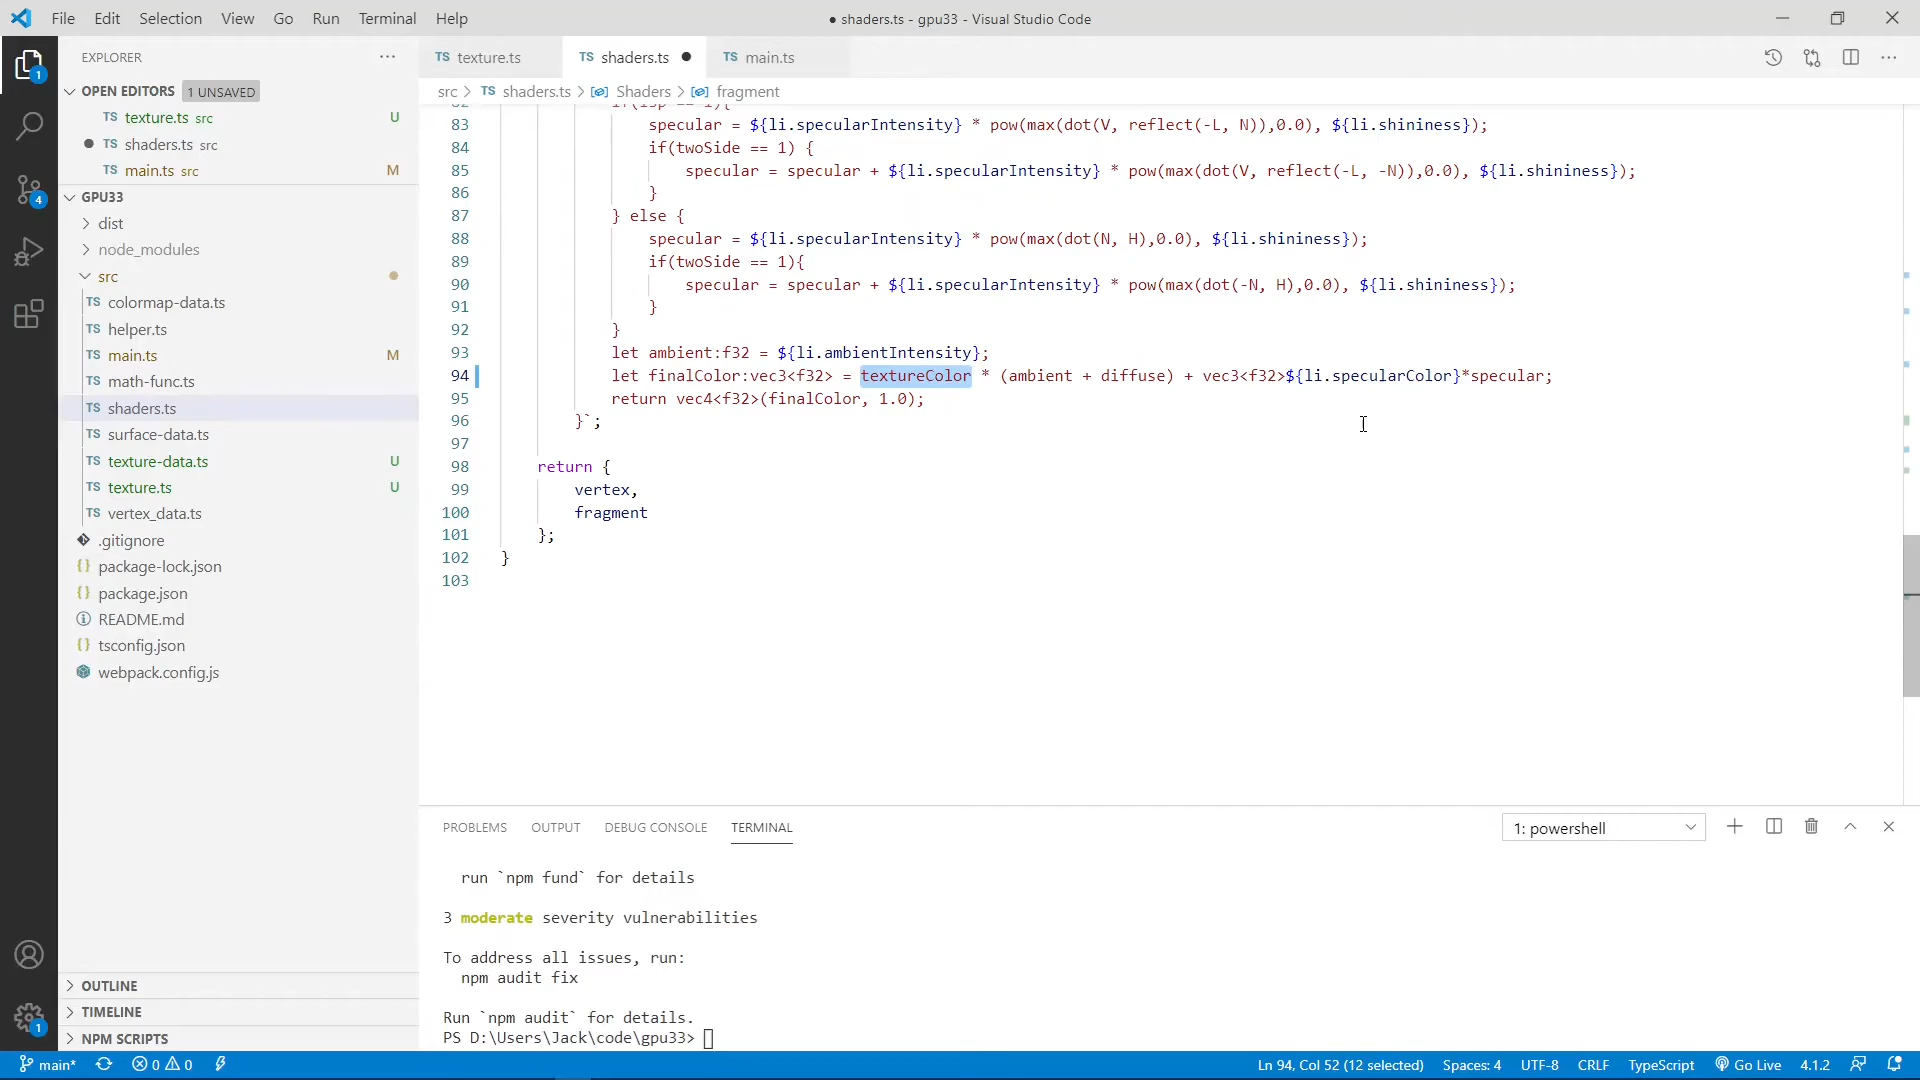 File Edit Selection View Go Run Terminal Help
● shaders.ts - gpu33 - Visual Studio Code
EXPLORER
OPEN EDITORS 1 UNSAVED
TS texture.ts src U
● TS shaders.ts src
TS main.ts src M
GPU33
dist
node_modules
src
TS colormap-data.ts
TS helper.ts
TS main.ts M
TS math-func.ts
TS shaders.ts
TS surface-data.ts
TS texture-data.ts U
TS texture.ts U
TS vertex_data.ts
.gitignore
{} package-lock.json
{} package.json
README.md
{} tsconfig.json
webpack.config.js
OUTLINE
TIMELINE
NPM SCRIPTS
1
4
1
TS texture.ts
TS shaders.ts ●
TS main.ts
src > TS shaders.ts > Shaders > fragment
82 if(isp == 1){
83 specular = ${li.specularIntensity} * pow(max(dot(V, reflect(-L, N)),0.0), ${li.shininess});
84 if(twoSide == 1) {
85 specular = specular + ${li.specularIntensity} * pow(max(dot(V, reflect(-L, -N)),0.0), ${li.shininess});
86 }
87 } else {
88 specular = ${li.specularIntensity} * pow(max(dot(N, H),0.0), ${li.shininess});
89 if(twoSide == 1){
90 specular = specular + ${li.specularIntensity} * pow(max(dot(-N, H),0.0), ${li.shininess});
91 }
92 }
93 let ambient:f32 = ${li.ambientIntensity};
94 let finalColor:vec3<f32> = textureColor * (ambient + diffuse) + vec3<f32>${li.specularColor}*specular;
95 return vec4<f32>(finalColor, 1.0);
96 }`;
97
98 return {
99 vertex,
100 fragment
101 };
102 }
103
PROBLEMS OUTPUT DEBUG CONSOLE TERMINAL
1: powershell
run `npm fund` for details
3 moderate severity vulnerabilities
To address all issues, run:
npm audit fix
Run `npm audit` for details.
PS D:\Users\Jack\code\gpu33>
main* 0 0
Ln 94, Col 52 (12 selected) Spaces: 4 UTF-8 CRLF TypeScript Go Live 4.1.2